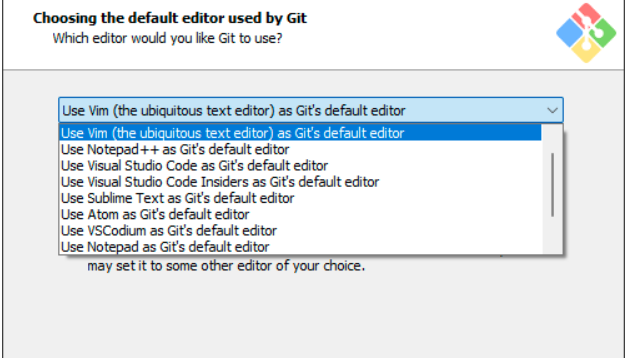 Choosing the default editor used by Git
Which editor would you like Git to use?
Use Vim (the ubiquitous text editor) as Git's default editor
Use Vim (the ubiquitous text editor) as Git's default editor
Use Notepad++ as Git's default editor
Use Visual Studio Code as Git's default editor
Use Visual Studio Code Insiders as Git's default editor
Use Sublime Text as Git's default editor
Use Atom as Git's default editor
Use VSCodium as Git's default editor
Use Notepad as Git's default editor
may set it to some other editor of your choice.